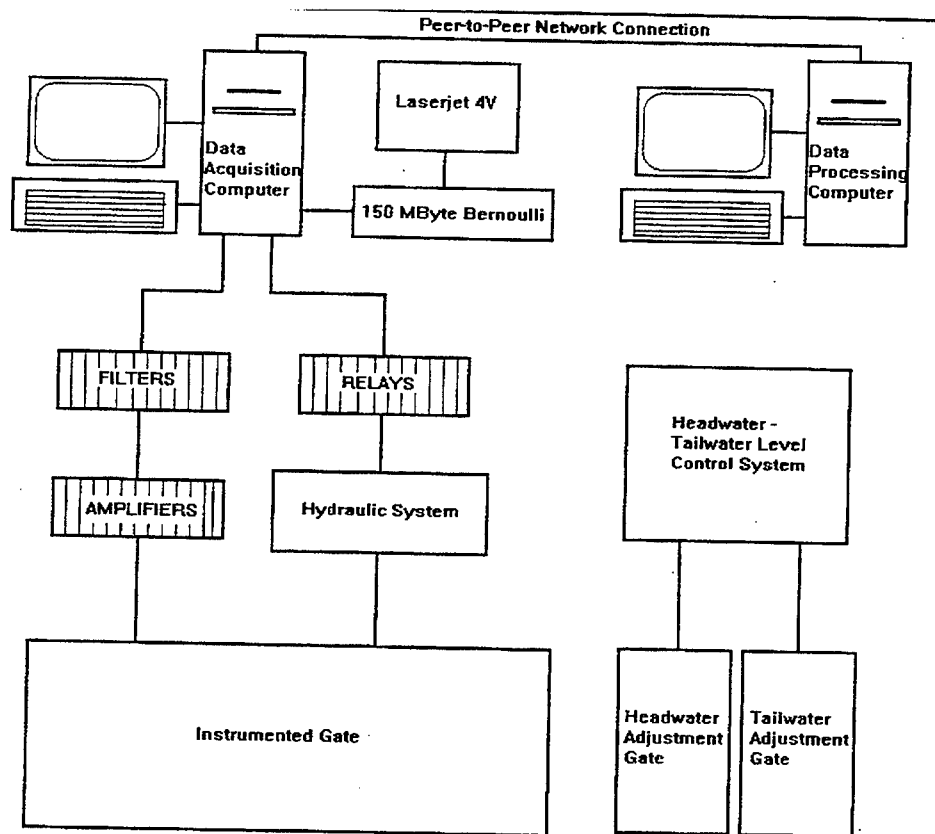 Peer-to-Peer Network Connection
Laserjet 4V
Data
Acquisition
Computer
150 MByte Bernoulli
Data
Processing
Computer
FILTERS
RELAYS
AMPLIFIERS
Hydraulic System
Headwater -
Tailwater Level
Control System
Instrumented Gate
Headwater
Adjustment
Gate
Tailwater
Adjustment
Gate